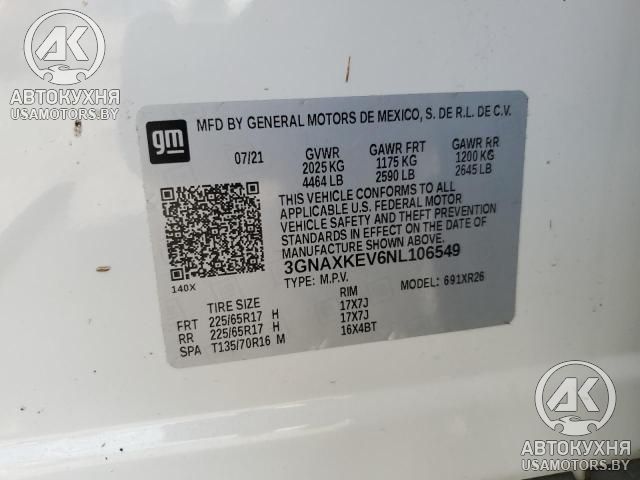 AK
АВТОКУХНЯ
USAMOTORS.BY
gm
MFD BY GENERAL MOTORS DE MEXICO, S. DE R.L. DE C.V.
07/21 GVWR GAWR FRT GAWR RR
2025 KG 1175 KG 1200 KG
4464 LB 2590 LB 2645 LB
THIS VEHICLE CONFORMS TO ALL
APPLICABLE U.S. FEDERAL MOTOR
VEHICLE SAFETY AND THEFT PREVENTION
STANDARDS IN EFFECT ON THE DATE OF
MANUFACTURE SHOWN ABOVE.
3GNAXKEV6NL106549
140X
TYPE: M.P.V. MODEL: 691XR26
TIRE SIZE RIM
FRT 225/65R17 H 17X7J
RR 225/65R17 H 17X7J
SPA T135/70R16 M 16X4BT
AK
АВТОКУХНЯ
USAMOTORS.BY